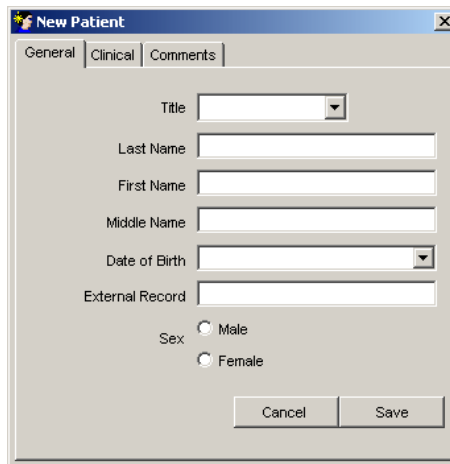 New Patient
General Clinical Comments
Title
Last Name
First Name
Middle Name
Date of Birth
External Record
Sex
Male
Female
Cancel Save